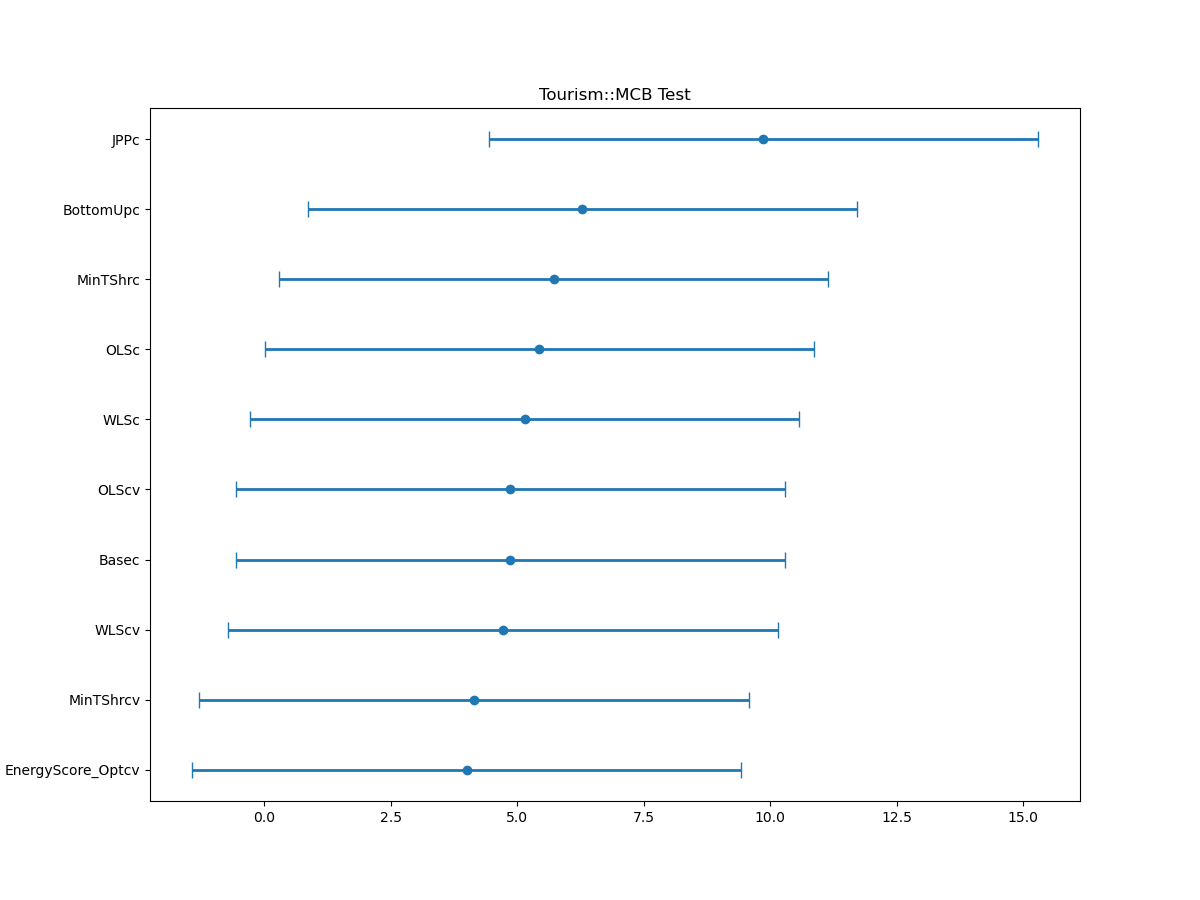 Tourism::MCB Test
JPPc
BottomUpc
MinTShrc
OLSc
WLSc
OLScv
Basec
WLScv
MinTShrcv
EnergyScore_Optcv
0.0 2.5 5.0 7.5 10.0 12.5 15.0